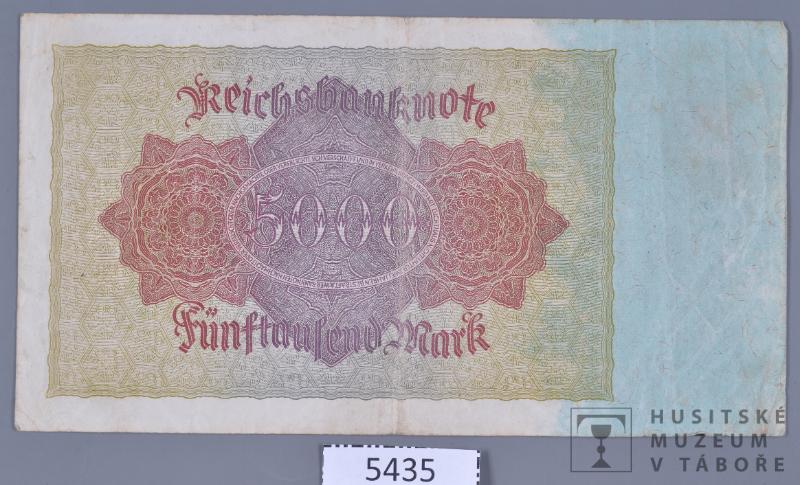 Reichsbanknote
5000
Fünftausend Mark
5435
HUSITSKÉ
MUZEUM
V TÁBOŘE